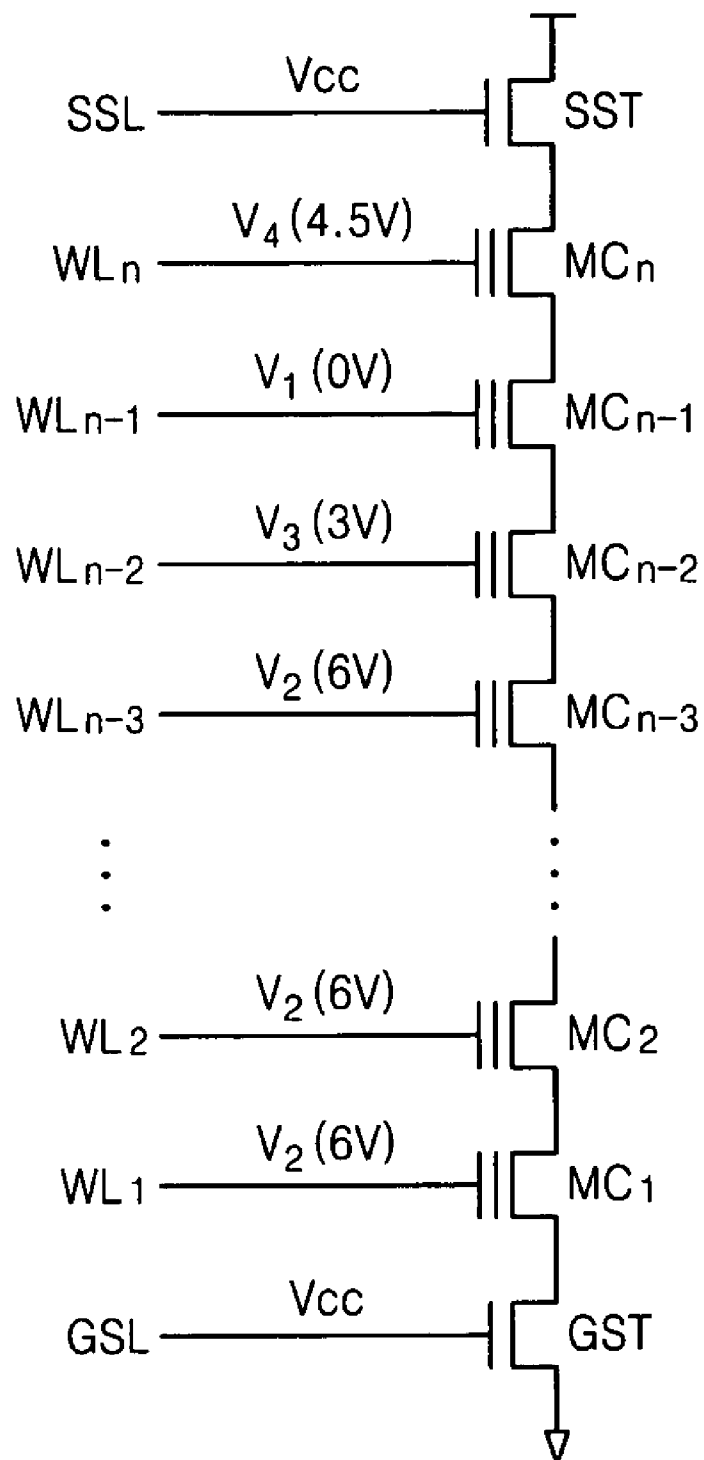 Vcc
SSL SST
V4 (4.5V)
WLn MCn
V1 (0V)
WLn-1 MCn-1
V3 (3V)
WLn-2 MCn-2
V2 (6V)
WLn-3 MCn-3
V2 (6V)
WL2 MC2
V2 (6V)
WL1 MC1
Vcc
GSL GST